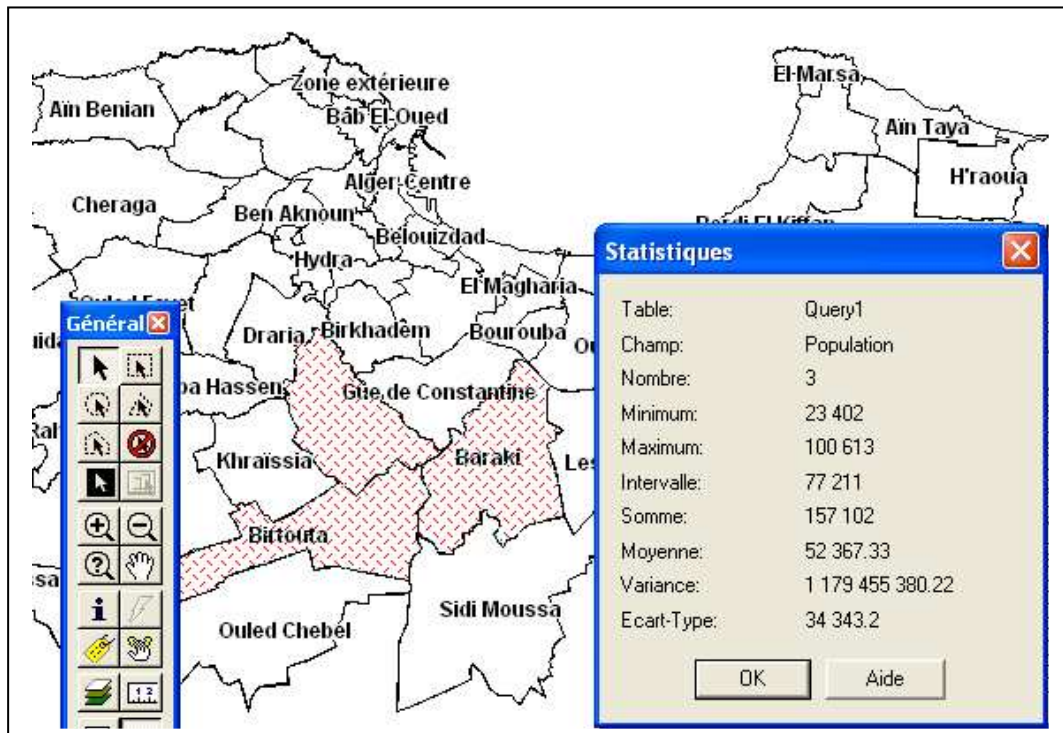 Zone extérieure
El-Marsa
Aïn Benian
Bâb El-Oued
Aïn Taya
H'raoua
Alger-Centre
Cheraga
Ben Aknoun
Belouizdad
Hydra
El Magharia
Draria
Birkhadem
Bourouba
Gùe de Constantine
Khraïssia
Baraki
Birtouta
Ouled Chebel
Sidi Moussa
Général
Statistiques
Table: Query1
Champ: Population
Nombre: 3
Minimum: 23 402
Maximum: 100 613
Intervalle: 77 211
Somme: 157 102
Moyenne: 52 367.33
Variance: 1 179 455 380.22
Ecart-Type: 34 343.2
OK Aide